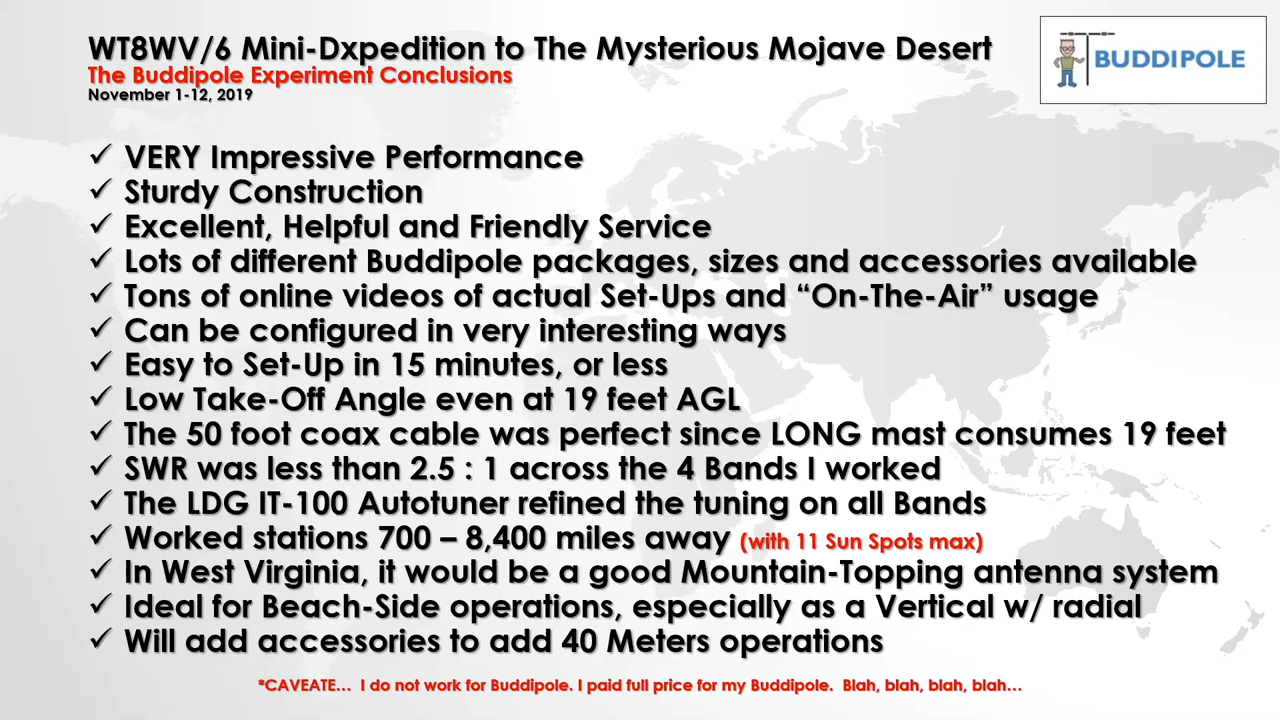 WT8WV/6 Mini-Dxpedition to The Mysterious Mojave Desert
The Buddipole Experiment Conclusions
November 1-12, 2019
BUDDIPOLE
✓ VERY Impressive Performance
✓ Sturdy Construction
✓ Excellent, Helpful and Friendly Service
✓ Lots of different Buddipole packages, sizes and accessories available
✓ Tons of online videos of actual Set-Ups and “On-The-Air” usage
✓ Can be configured in very interesting ways
✓ Easy to Set-Up in 15 minutes, or less
✓ Low Take-Off Angle even at 19 feet AGL
✓ The 50 foot coax cable was perfect since LONG mast consumes 19 feet
✓ SWR was less than 2.5 : 1 across the 4 Bands I worked
✓ The LDG IT-100 Autotuner refined the tuning on all Bands
✓ Worked stations 700 – 8,400 miles away (with 11 Sun Spots max)
✓ In West Virginia, it would be a good Mountain-Topping antenna system
✓ Ideal for Beach-Side operations, especially as a Vertical w/ radial
✓ Will add accessories to add 40 Meters operations
*CAVEATE… I do not work for Buddipole. I paid full price for my Buddipole. Blah, blah, blah, blah…